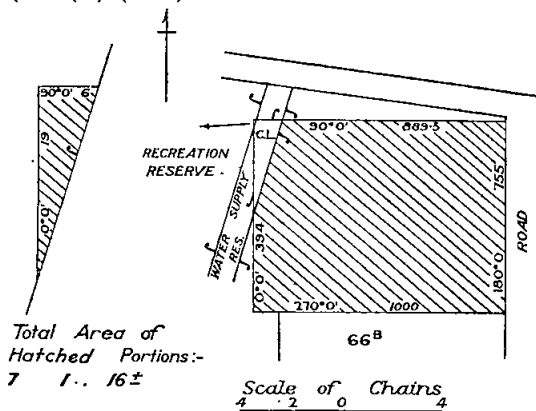 90° 0' 6
19
0° 0'
RECREATION
RESERVE.
WATER SUPPLY
RES.
C.L.
90° 0' 889·5
755
180° 0'
ROAD
394
0° 0'
270° 0' 1000
66ᴮ
Total Area of
Hatched Portions:-
7 1.. 16±
Scale of Chains
4 2 0 4